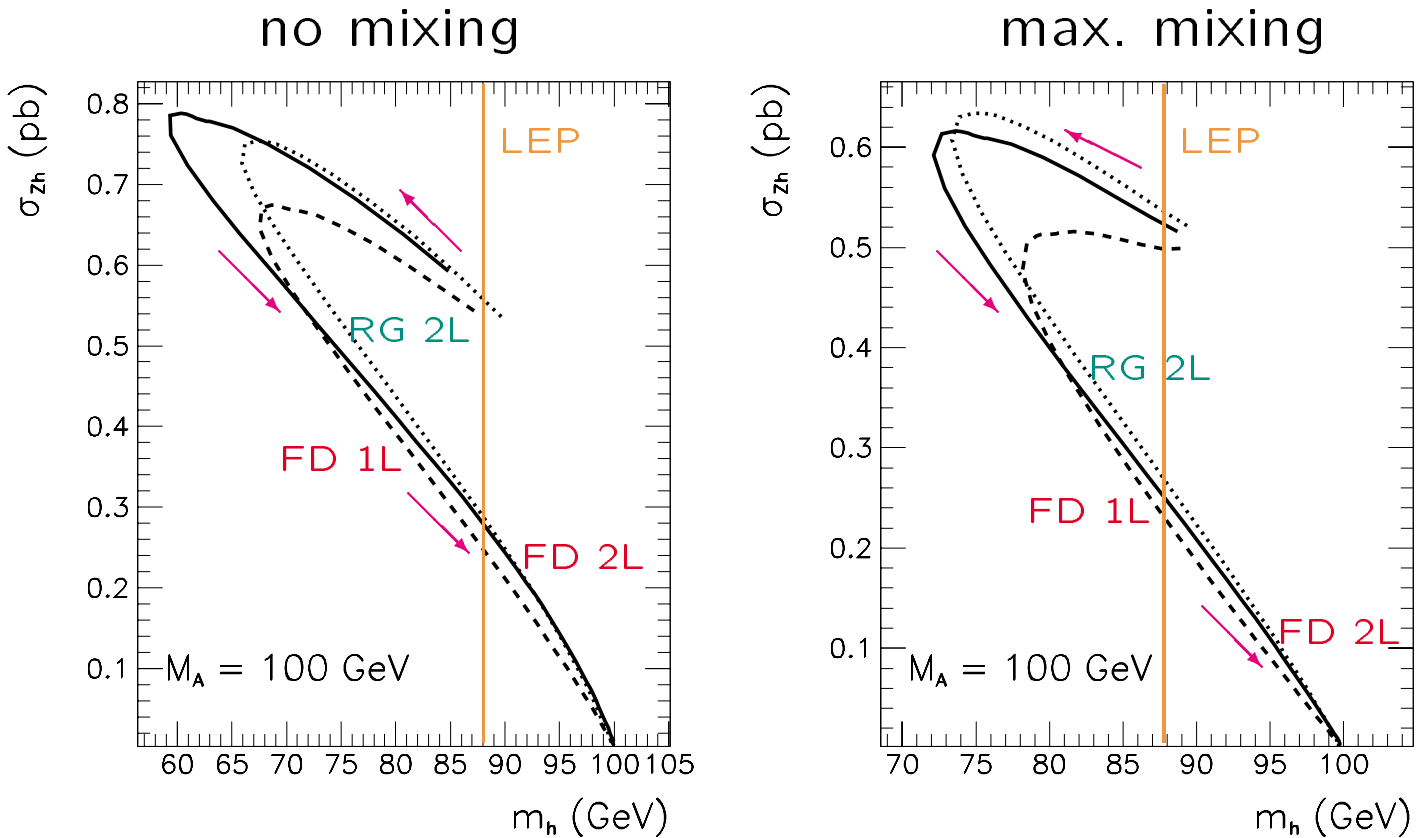 no mixing
σZh (pb)
0.8
0.7
0.6
0.5
0.4
0.3
0.2
0.1
LEP
RG 2L
FD 1L
FD 2L
MA = 100 GeV
60 65 70 75 80 85 90 95 100 105
mh (GeV)
max. mixing
σZh (pb)
0.6
0.5
0.4
0.3
0.2
0.1
LEP
RG 2L
FD 1L
FD 2L
MA = 100 GeV
70 75 80 85 90 95 100
mh (GeV)